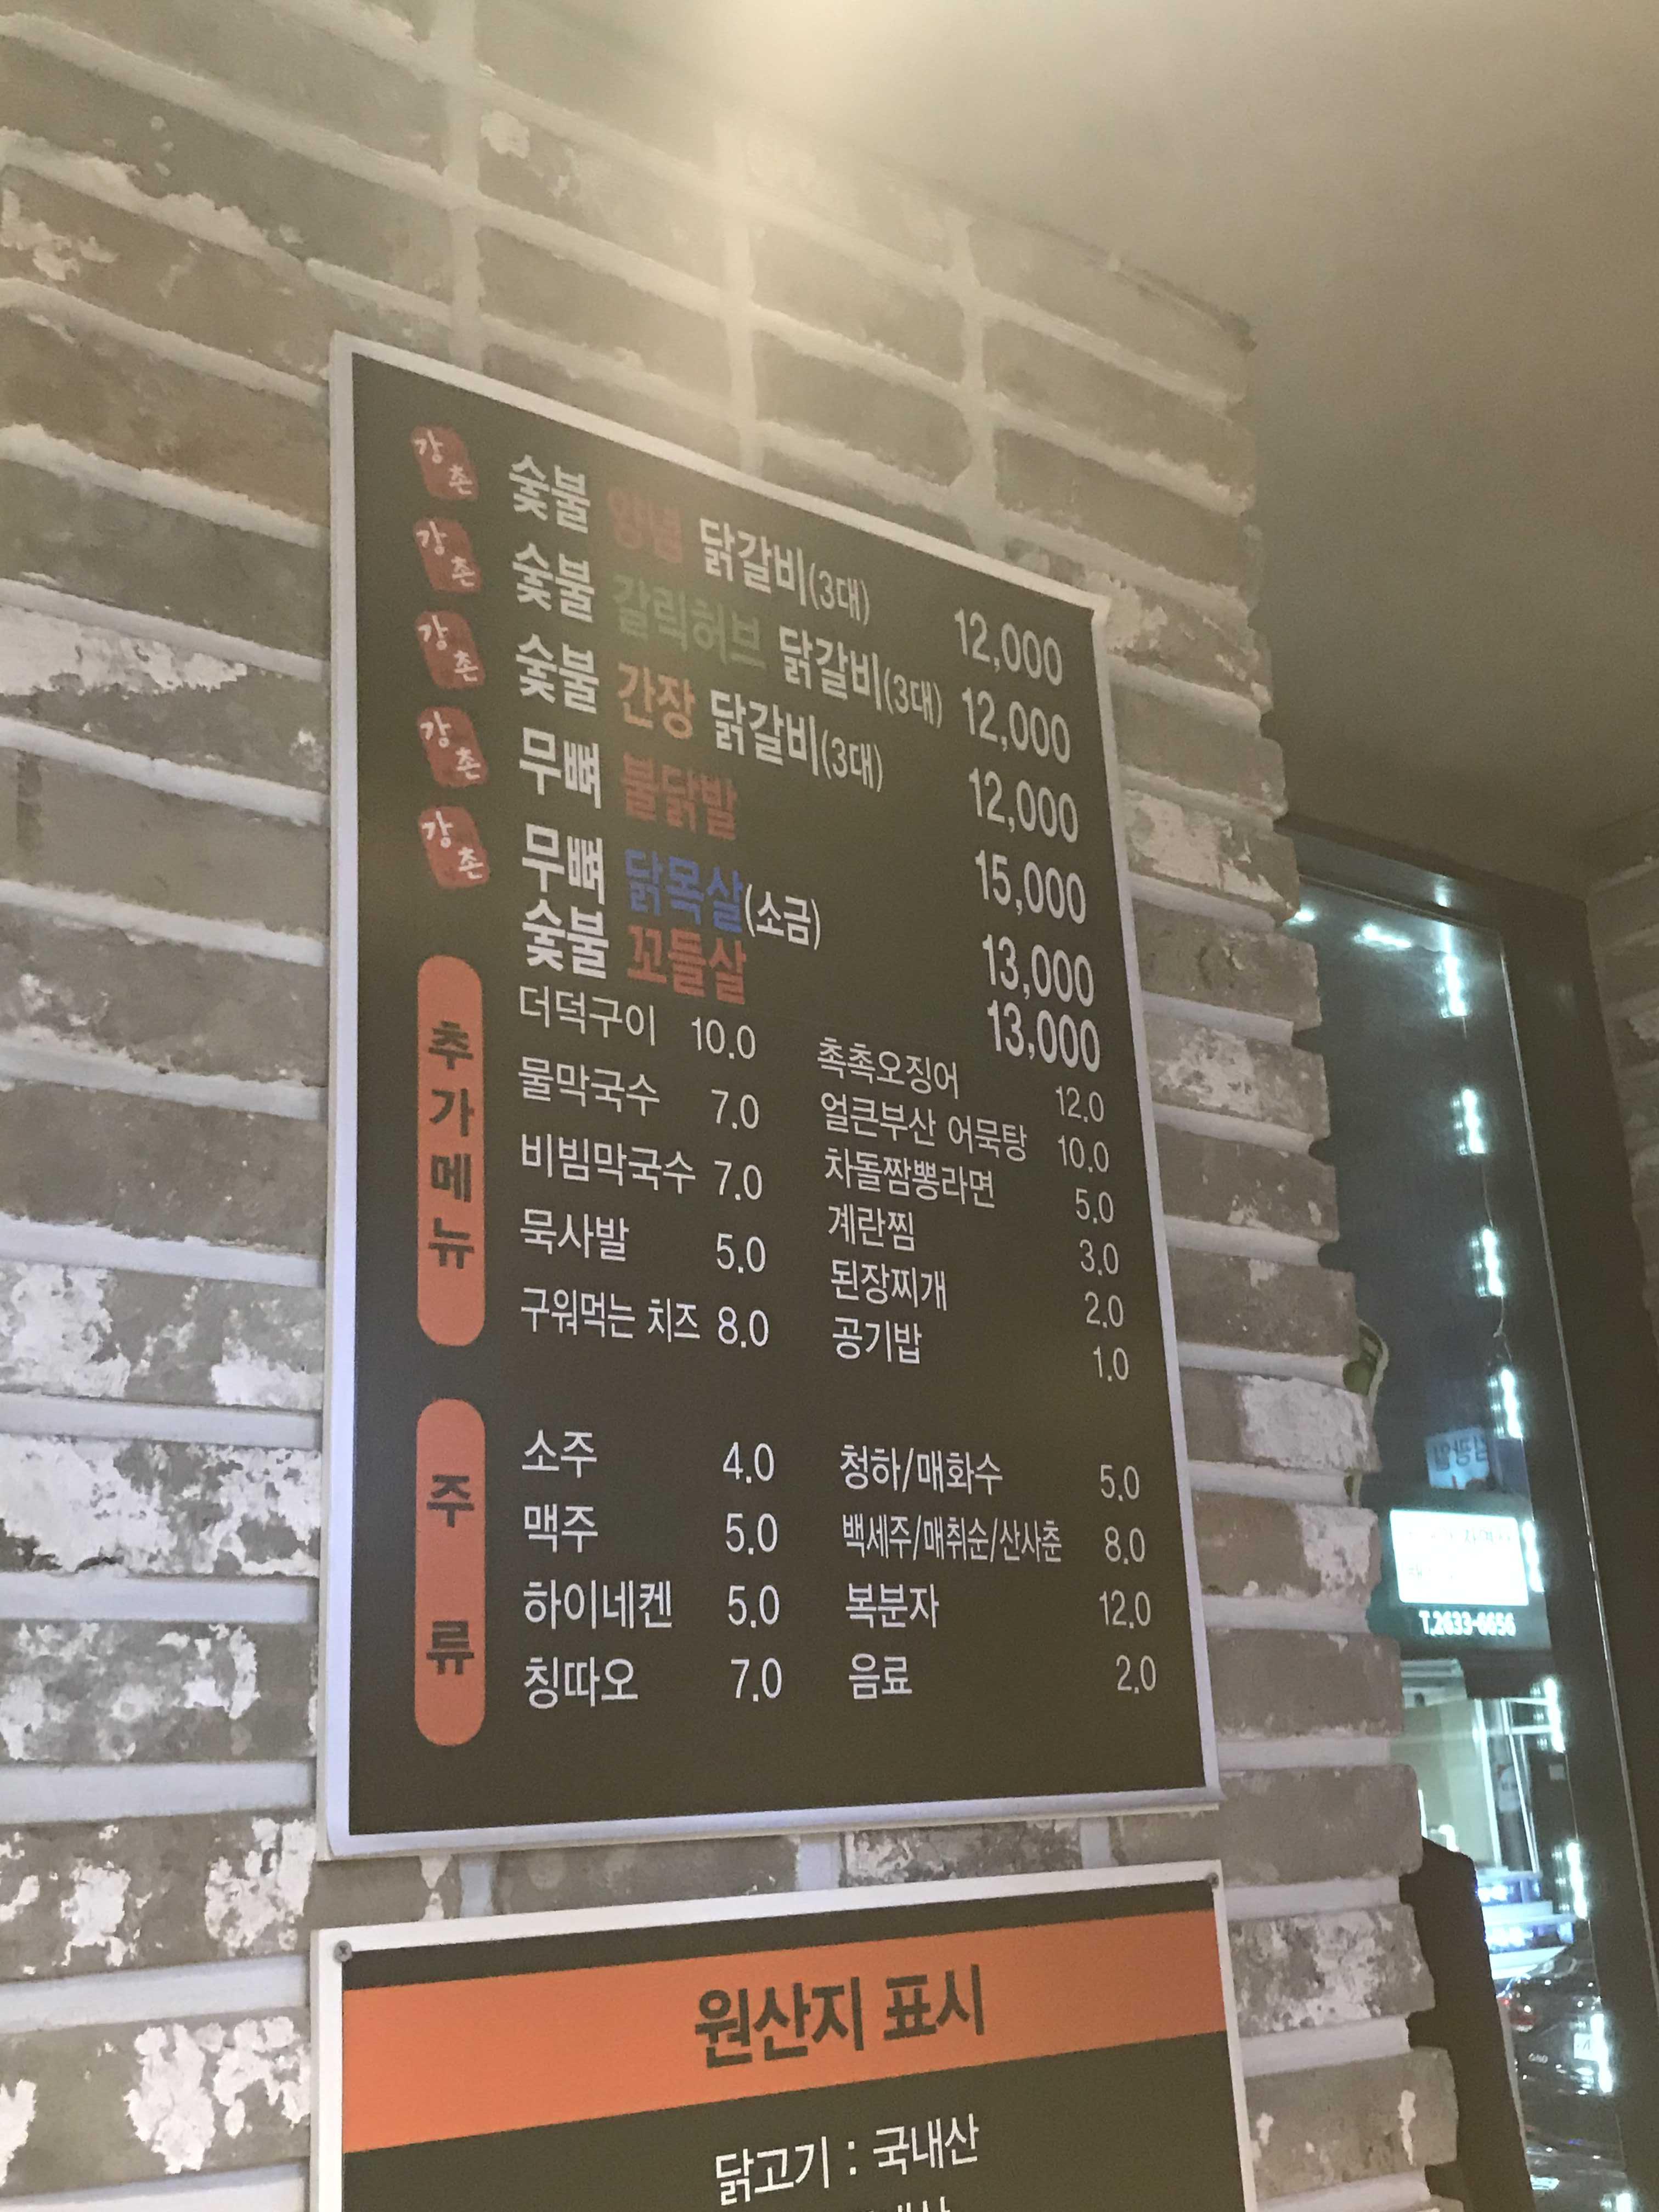 강촌 숯불 양념 닭갈비(3대) 12,000
강촌 숯불 갈릭허브 닭갈비(3대) 12,000
강촌 숯불 간장 닭갈비(3대) 12,000
강촌 무뼈 불닭발 15,000
강촌 무뼈 닭목살(소금) 13,000
숯불 꼬들살 13,000
추가메뉴
더덕구이 10.0
물막국수 7.0
비빔막국수 7.0
묵사발 5.0
구워먹는 치즈 8.0
촉촉오징어 12.0
얼큰부산 어묵탕 10.0
차돌짬뽕라면 5.0
계란찜 3.0
된장찌개 2.0
공기밥 1.0
주류
소주 4.0
맥주 5.0
하이네켄 5.0
칭따오 7.0
청하/매화수 5.0
백세주/매취순/산사춘 8.0
복분자 12.0
음료 2.0
원산지 표시
닭고기 : 국내산
T.2633-6656